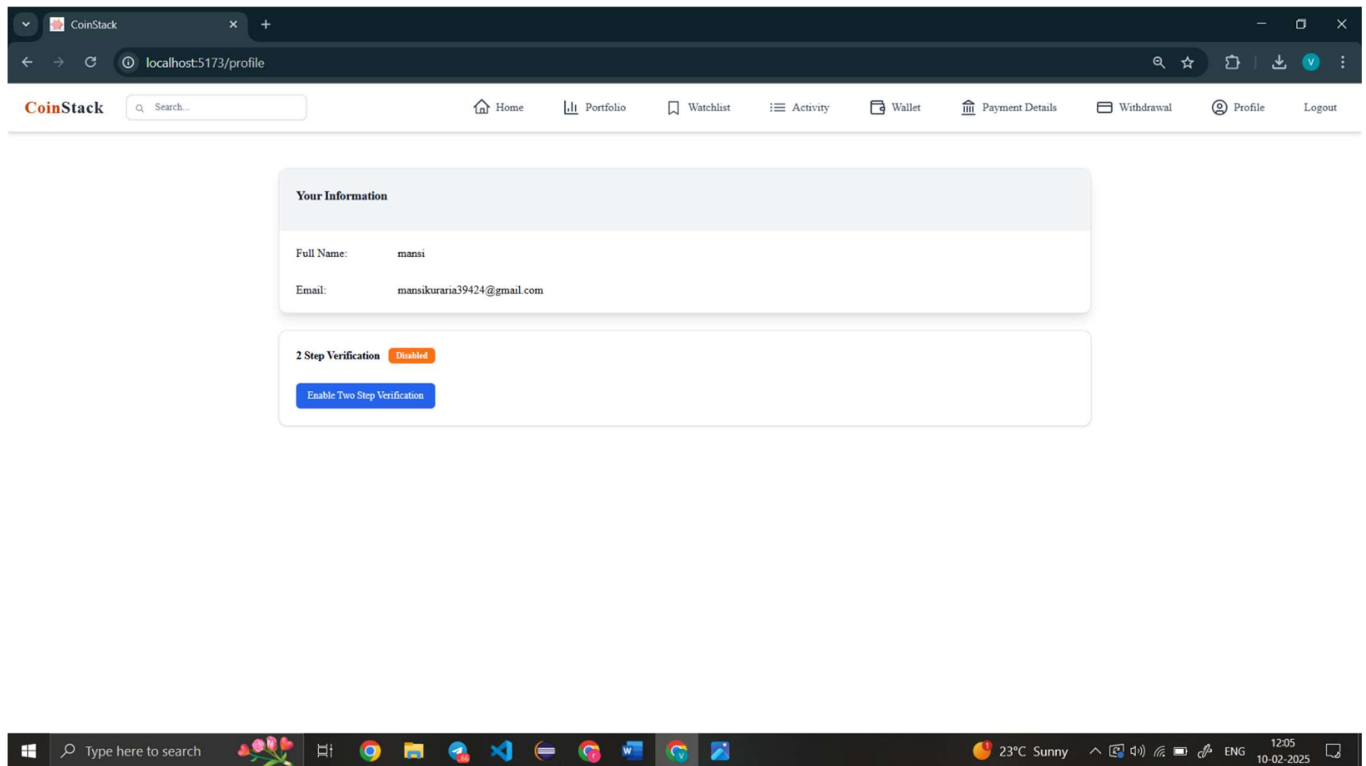 CoinStack
localhost:5173/profile
V
CoinStack Search... Home Portfolio Watchlist Activity Wallet Payment Details Withdrawal Profile Logout
Your Information
Full Name: mansi
Email: mansikuraria39424@gmail.com
2 Step Verification Disabled
Enable Two Step Verification
Type here to search 23°C Sunny ENG 12:05
10-02-2025